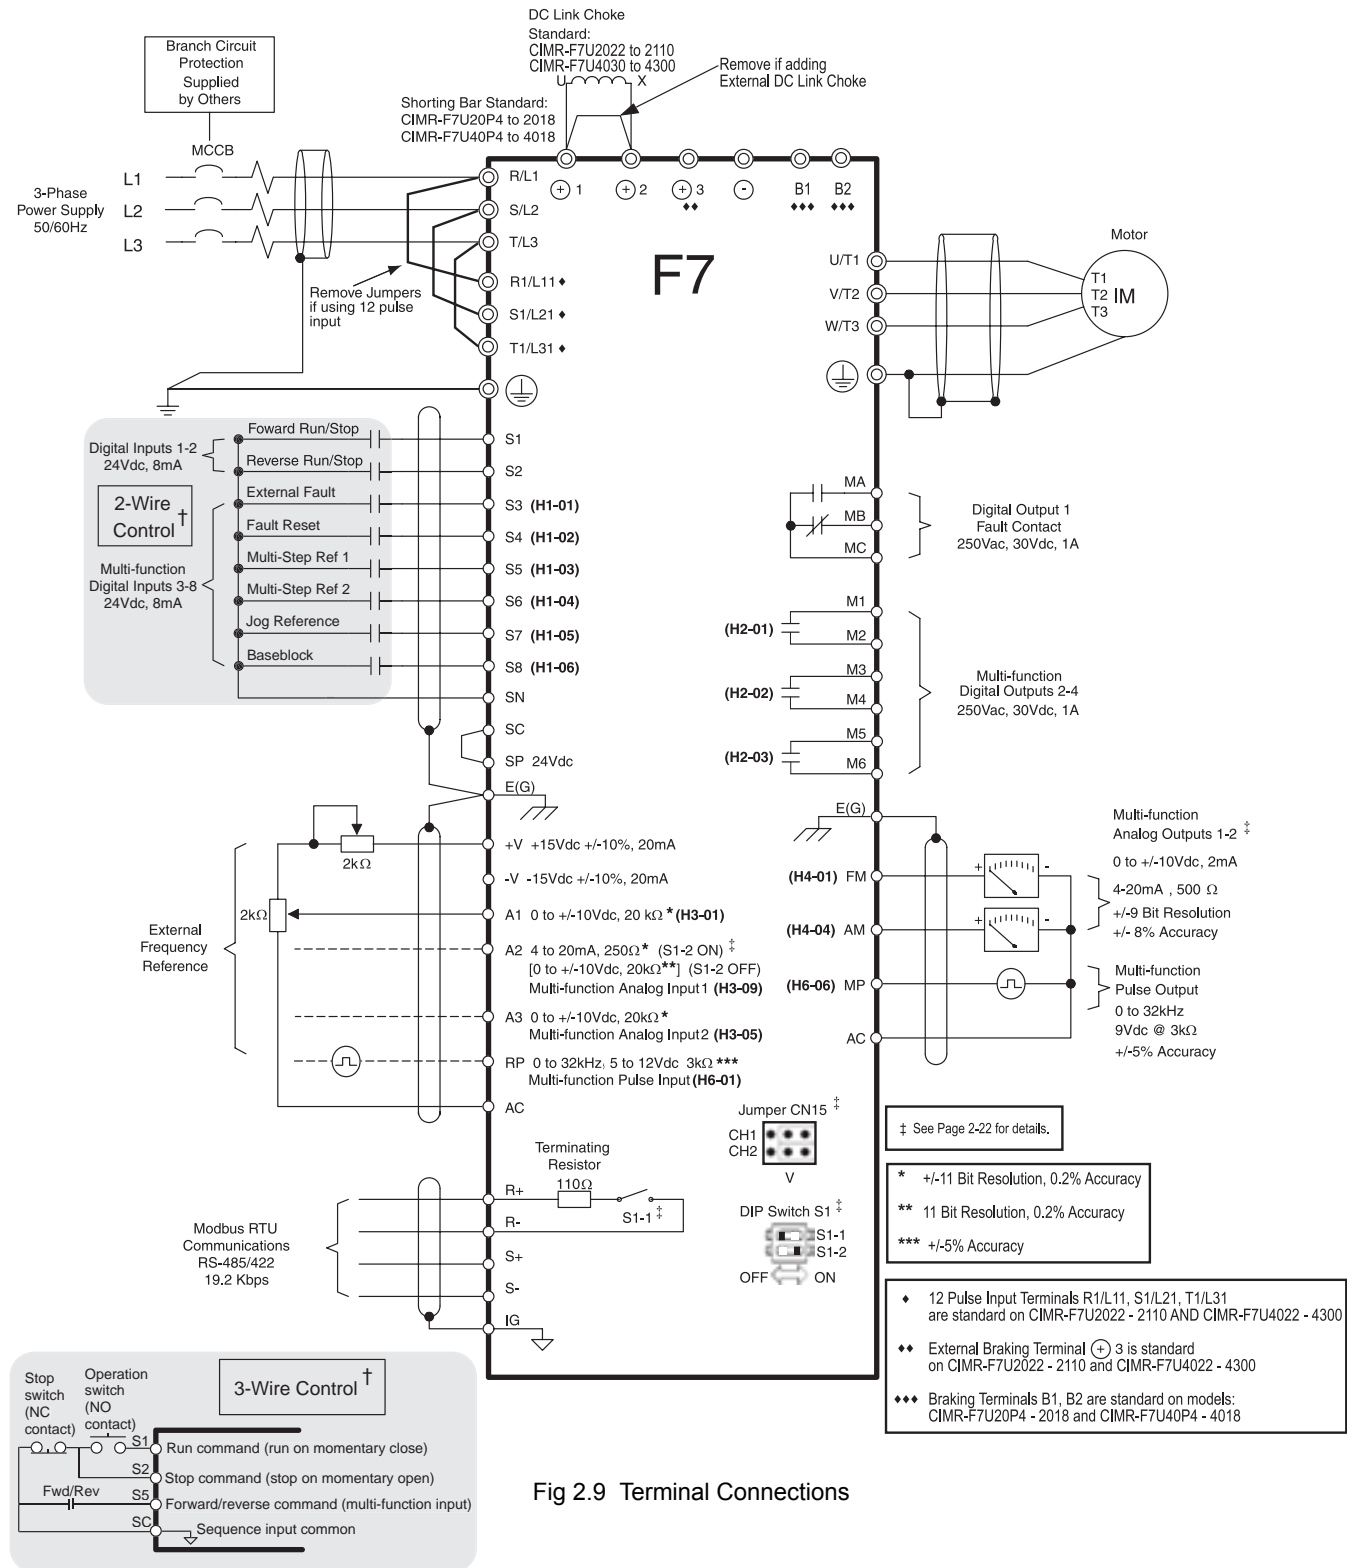 DC Link Choke
Standard:
CIMR-F7U2022 to 2110
CIMR-F7U4030 to 4300
U X
Remove if adding
External DC Link Choke
Branch Circuit
Protection
Supplied
by Others
Shorting Bar Standard:
CIMR-F7U20P4 to 2018
CIMR-F7U40P4 to 4018
MCCB
3-Phase
Power Supply
50/60Hz
L1
L2
L3
R/L1
S/L2
T/L3
R1/L11 ♦
S1/L21 ♦
T1/L31 ♦
Remove Jumpers
if using 12 pulse
input
+ 1
+ 2
+ 3
♦♦
-
B1
♦♦♦
B2
♦♦♦
F7
U/T1
V/T2
W/T3
Motor
T1
T2
T3
IM
Digital Inputs 1-2
24Vdc, 8mA
2-Wire
Control †
Multi-function
Digital Inputs 3-8
24Vdc, 8mA
Foward Run/Stop
Reverse Run/Stop
External Fault
Fault Reset
Multi-Step Ref 1
Multi-Step Ref 2
Jog Reference
Baseblock
S1
S2
S3 (H1-01)
S4 (H1-02)
S5 (H1-03)
S6 (H1-04)
S7 (H1-05)
S8 (H1-06)
SN
SC
SP 24Vdc
E(G)
MA
MB
MC
Digital Output 1
Fault Contact
250Vac, 30Vdc, 1A
M1
(H2-01)
M2
M3
(H2-02)
M4
M5
(H2-03)
M6
Multi-function
Digital Outputs 2-4
250Vac, 30Vdc, 1A
External
Frequency
Reference
2kΩ
2kΩ
+V +15Vdc +/-10%, 20mA
-V -15Vdc +/-10%, 20mA
A1 0 to +/-10Vdc, 20 kΩ * (H3-01)
A2 4 to 20mA, 250Ω* (S1-2 ON) ‡
[0 to +/-10Vdc, 20kΩ**] (S1-2 OFF)
Multi-function Analog Input1 (H3-09)
A3 0 to +/-10Vdc, 20kΩ*
Multi-function Analog Input2 (H3-05)
RP 0 to 32kHz, 5 to 12Vdc 3kΩ ***
Multi-function Pulse Input (H6-01)
AC
E(G)
(H4-01) FM
+ -
(H4-04) AM
+ -
(H6-06) MP
AC
Multi-function
Analog Outputs 1-2 ‡
0 to +/-10Vdc, 2mA
4-20mA , 500 Ω
+/-9 Bit Resolution
+/- 8% Accuracy
Multi-function
Pulse Output
0 to 32kHz
9Vdc @ 3kΩ
+/-5% Accuracy
Jumper CN15 ‡
CH1
CH2
V
DIP Switch S1 ‡
S1-1
S1-2
OFF ON
Modbus RTU
Communications
RS-485/422
19.2 Kbps
Terminating
Resistor
110Ω
S1-1 ‡
R+
R-
S+
S-
IG
‡ See Page 2-22 for details.
* +/-11 Bit Resolution, 0.2% Accuracy
** 11 Bit Resolution, 0.2% Accuracy
*** +/-5% Accuracy
♦ 12 Pulse Input Terminals R1/L11, S1/L21, T1/L31
are standard on CIMR-F7U2022 - 2110 AND CIMR-F7U4022 - 4300
♦♦ External Braking Terminal + 3 is standard
on CIMR-F7U2022 - 2110 and CIMR-F7U4022 - 4300
♦♦♦ Braking Terminals B1, B2 are standard on models:
CIMR-F7U20P4 - 2018 and CIMR-F7U40P4 - 4018
3-Wire Control †
Stop
switch
(NC
contact)
Operation
switch
(NO
contact)
S1 Run command (run on momentary close)
S2 Stop command (stop on momentary open)
Fwd/Rev
S5 Forward/reverse command (multi-function input)
SC Sequence input common
Fig 2.9 Terminal Connections